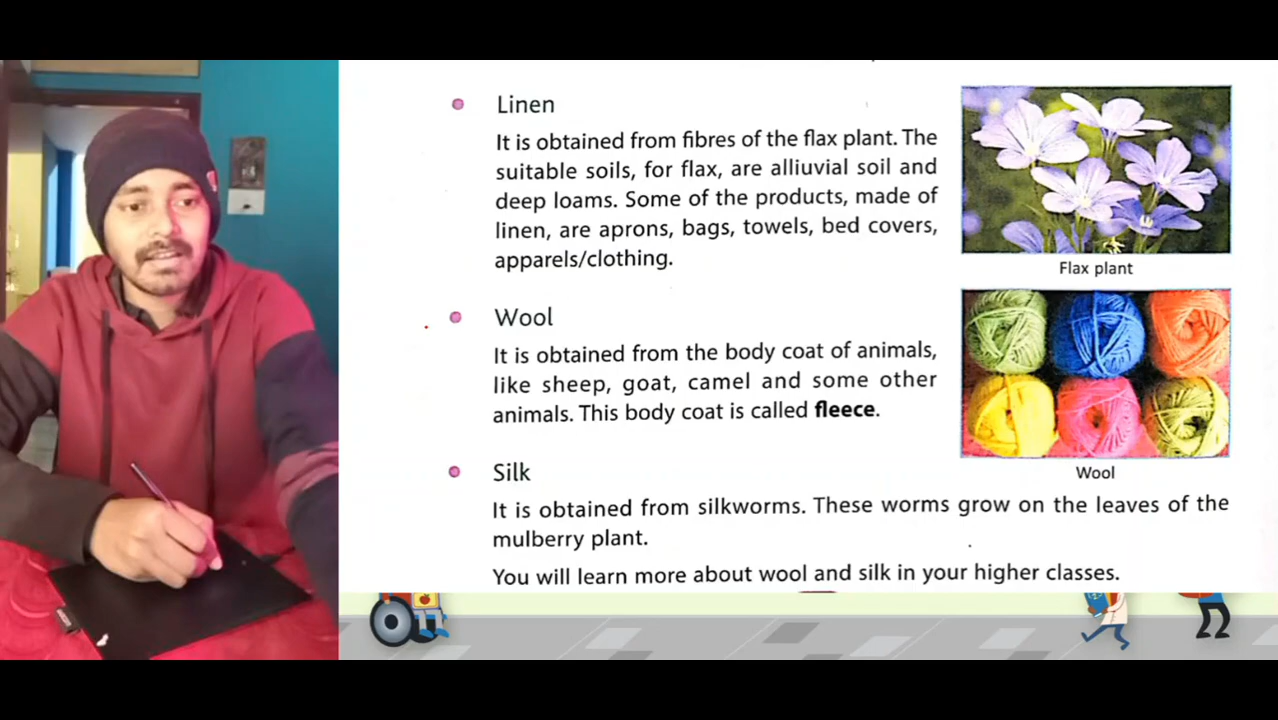 Linen
It is obtained from fibres of the flax plant. The
suitable soils, for flax, are alliuvial soil and
deep loams. Some of the products, made of
linen, are aprons, bags, towels, bed covers,
apparels/clothing.
Flax plant
Wool
It is obtained from the body coat of animals,
like sheep, goat, camel and some other
animals. This body coat is called fleece.
Wool
Silk
It is obtained from silkworms. These worms grow on the leaves of the
mulberry plant.
You will learn more about wool and silk in your higher classes.